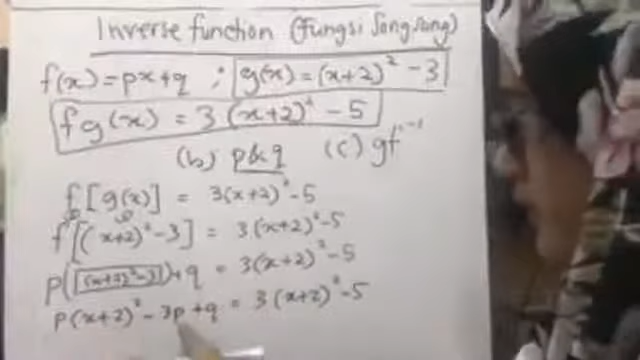 Inverse function (Fungsi Songsang)
f(x) = px+q ; g(x) = (x+2)² - 3
fg(x) = 3(x+2)² - 5
(b) p&q (c) gf⁻¹
f[g(x)] = 3(x+2)²-5
f[(x+2)²-3] = 3(x+2)²-5
p((x+2)²-3)+q = 3(x+2)²-5
p(x+2)² - 3p+q = 3(x+2)²-5